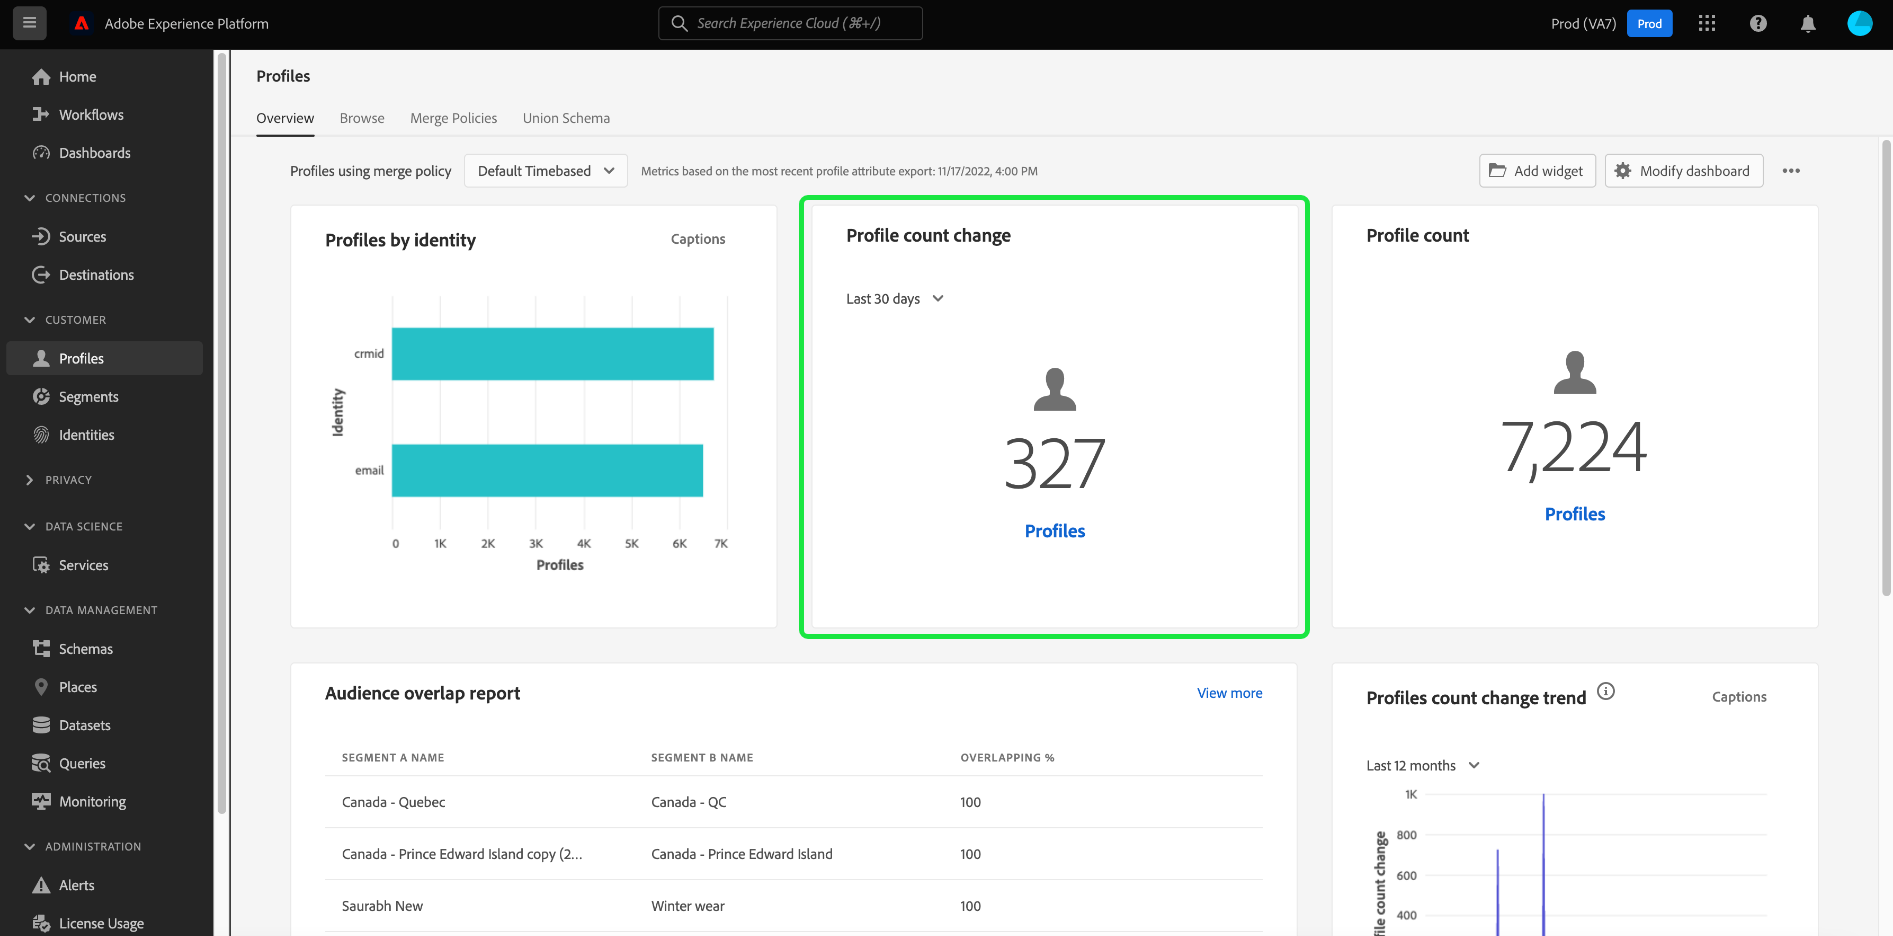 Adobe Experience Platform
Search Experience Cloud (⌘+/)
Prod (VA7)
Prod
Home
Workflows
Dashboards
CONNECTIONS
Sources
Destinations
CUSTOMER
Profiles
Segments
Identities
PRIVACY
DATA SCIENCE
Services
DATA MANAGEMENT
Schemas
Places
Datasets
Queries
Monitoring
ADMINISTRATION
Alerts
License Usage
Profiles
Overview Browse Merge Policies Union Schema
Profiles using merge policy Default Timebased Metrics based on the most recent profile attribute export: 11/17/2022, 4:00 PM
Add widget Modify dashboard
Profiles by identity Captions
Identity
crmid
email
0 1K 2K 3K 4K 5K 6K 7K
Profiles
Profile count change
Last 30 days
327
Profiles
Profile count
7,224
Profiles
Audience overlap report View more
SEGMENT A NAME SEGMENT B NAME OVERLAPPING %
Canada - Quebec Canada - QC 100
Canada - Prince Edward Island copy (2... Canada - Prince Edward Island 100
Saurabh New Winter wear 100
Profiles count change trend Captions
Last 12 months
1K
800
600
400
file count change